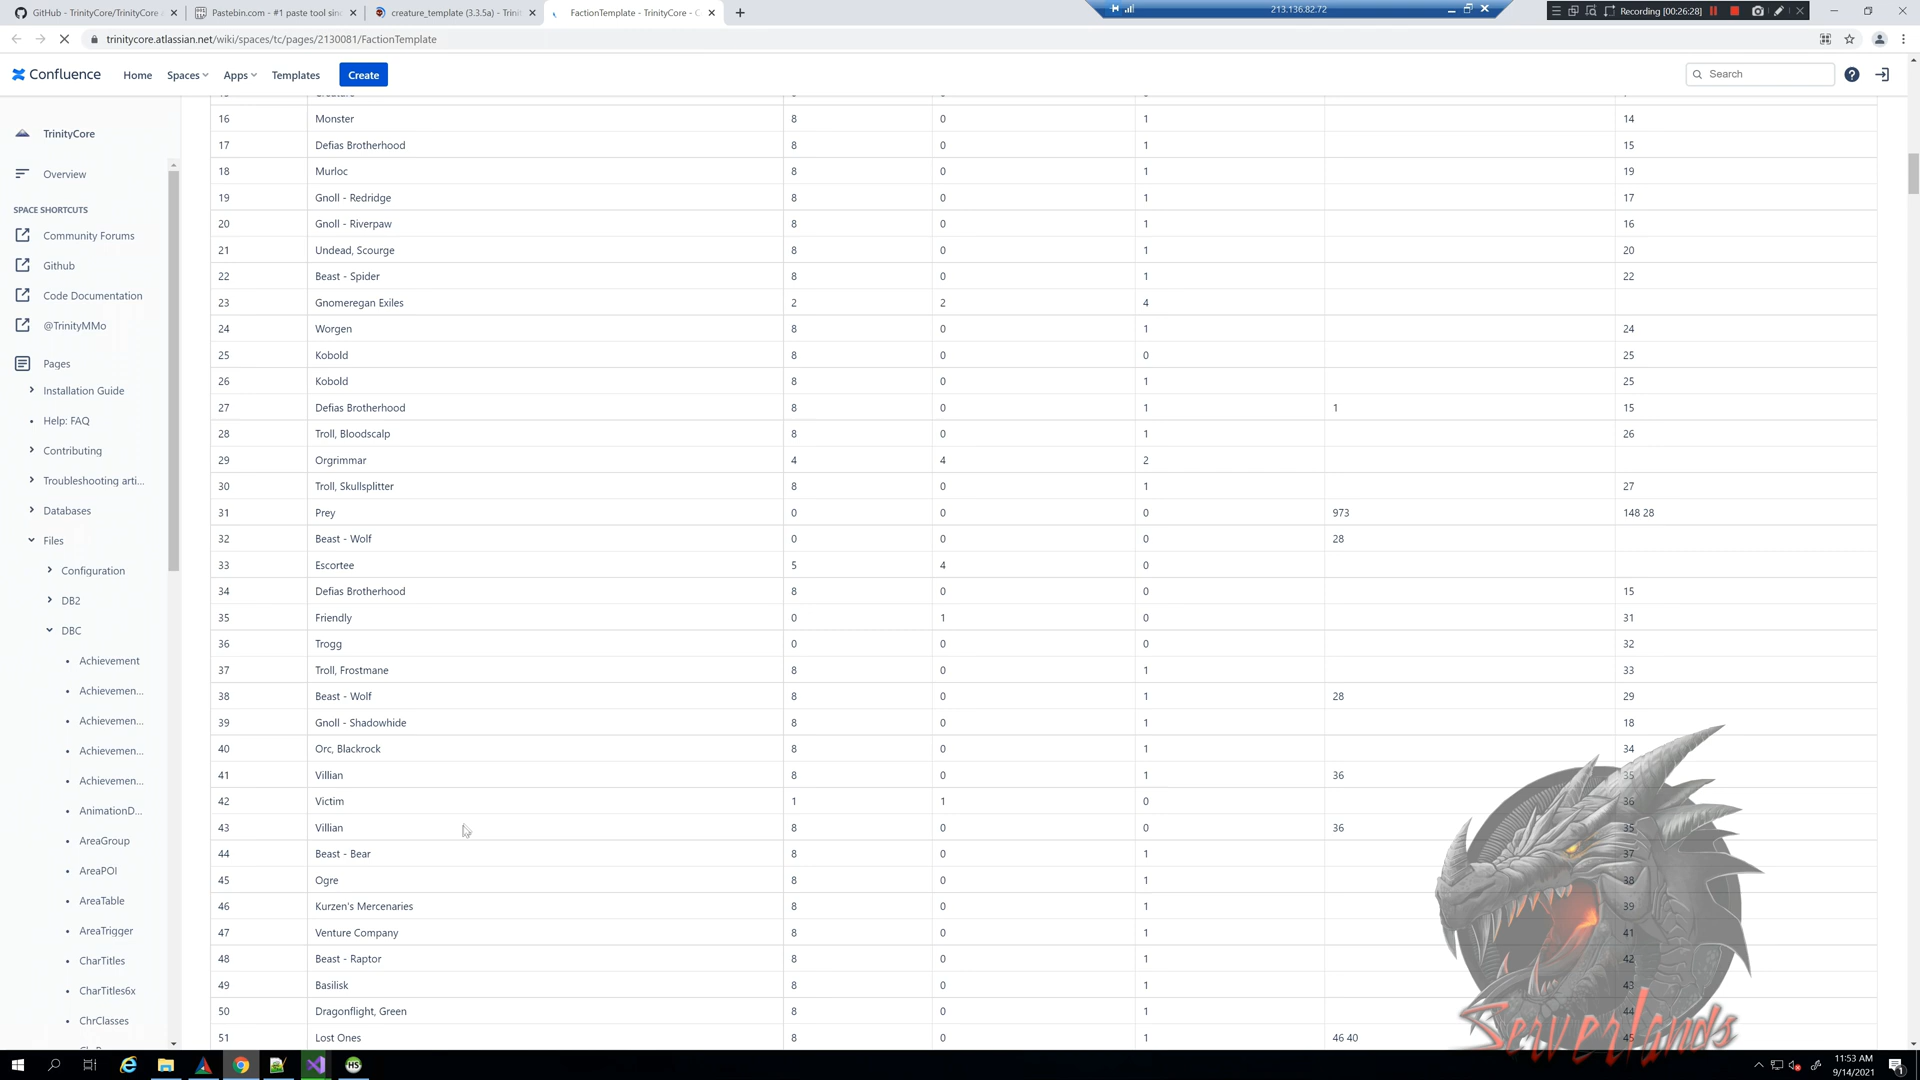 GitHub - TrinityCore/TrinityCore
Pastebin.com - #1 paste tool sinc
creature_template (3.3.5a) - Trinit
FactionTemplate - TrinityCore - C
213.136.82.72
Recording [00:26:28]
trinitycore.atlassian.net/wiki/spaces/tc/pages/2130081/FactionTemplate
Confluence Home Spaces Apps Templates Create Search
TrinityCore
Overview
SPACE SHORTCUTS
Community Forums
Github
Code Documentation
@TrinityMMo
Pages
Installation Guide
Help: FAQ
Contributing
Troubleshooting arti...
Databases
Files
Configuration
DB2
DBC
Achievement
Achievemen...
Achievemen...
Achievemen...
Achievemen...
AnimationD...
AreaGroup
AreaPOI
AreaTable
AreaTrigger
CharTitles
CharTitles6x
ChrClasses
16 Monster 8 0 1 14
17 Defias Brotherhood 8 0 1 15
18 Murloc 8 0 1 19
19 Gnoll - Redridge 8 0 1 17
20 Gnoll - Riverpaw 8 0 1 16
21 Undead, Scourge 8 0 1 20
22 Beast - Spider 8 0 1 22
23 Gnomeregan Exiles 2 2 4
24 Worgen 8 0 1 24
25 Kobold 8 0 0 25
26 Kobold 8 0 1 25
27 Defias Brotherhood 8 0 1 1 15
28 Troll, Bloodscalp 8 0 1 26
29 Orgrimmar 4 4 2
30 Troll, Skullsplitter 8 0 1 27
31 Prey 0 0 0 973 148 28
32 Beast - Wolf 0 0 0 28
33 Escortee 5 4 0
34 Defias Brotherhood 8 0 0 15
35 Friendly 0 1 0 31
36 Trogg 0 0 0 32
37 Troll, Frostmane 8 0 1 33
38 Beast - Wolf 8 0 1 28 29
39 Gnoll - Shadowhide 8 0 1 18
40 Orc, Blackrock 8 0 1 34
41 Villian 8 0 1 36 35
42 Victim 1 1 0 36
43 Villian 8 0 0 36 35
44 Beast - Bear 8 0 1 37
45 Ogre 8 0 1 38
46 Kurzen's Mercenaries 8 0 1 39
47 Venture Company 8 0 1 41
48 Beast - Raptor 8 0 1 42
49 Basilisk 8 0 1 43
50 Dragonflight, Green 8 0 1 44
51 Lost Ones 8 0 1 46 40 45
Serverlands
11:53 AM
9/14/2021